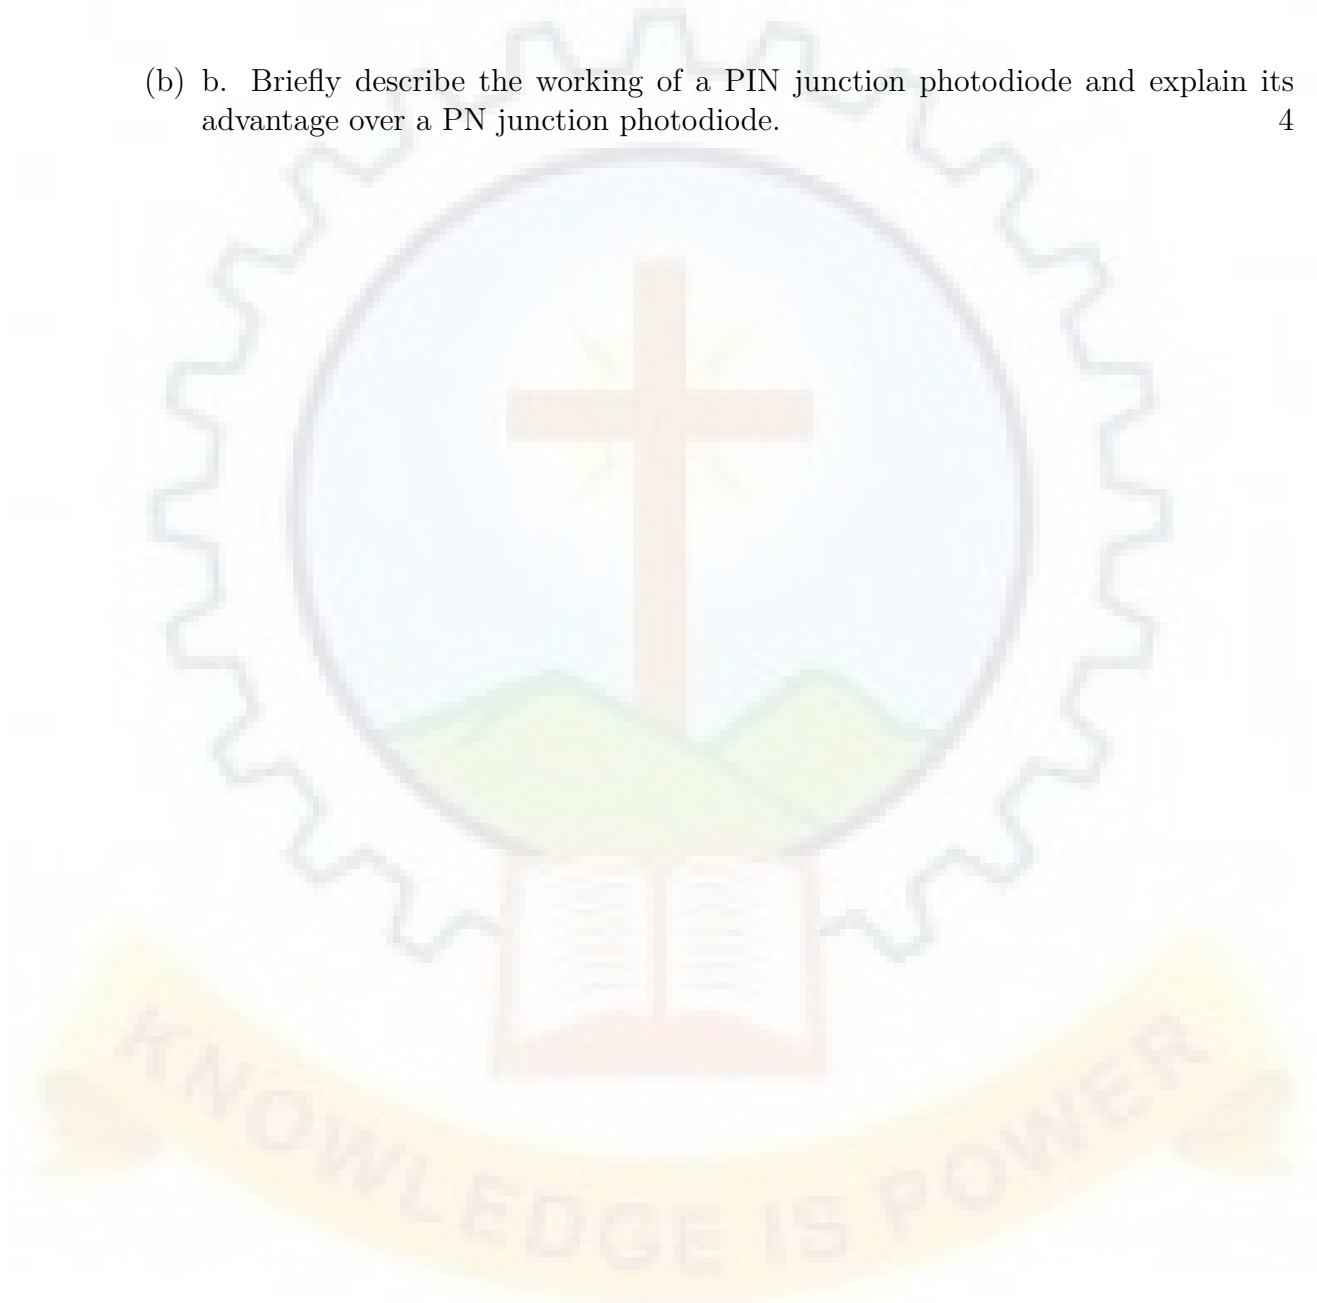 (b) b. Briefly describe the working of a PIN junction photodiode and explain its
advantage over a PN junction photodiode. 4
KNOWLEDGE IS POWER